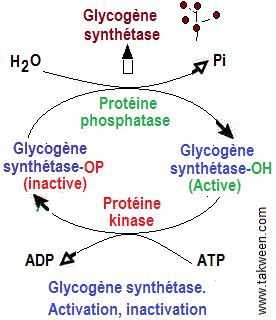 Glycogène
synthétase
H2O
Pi
Protéine
phosphatase
Glycogène
synthétase-OP
(inactive)
Glycogène
synthétase-OH
(Active)
Protéine
kinase
ADP
ATP
Glycogène synthétase.
Activation, inactivation
www.takween.com